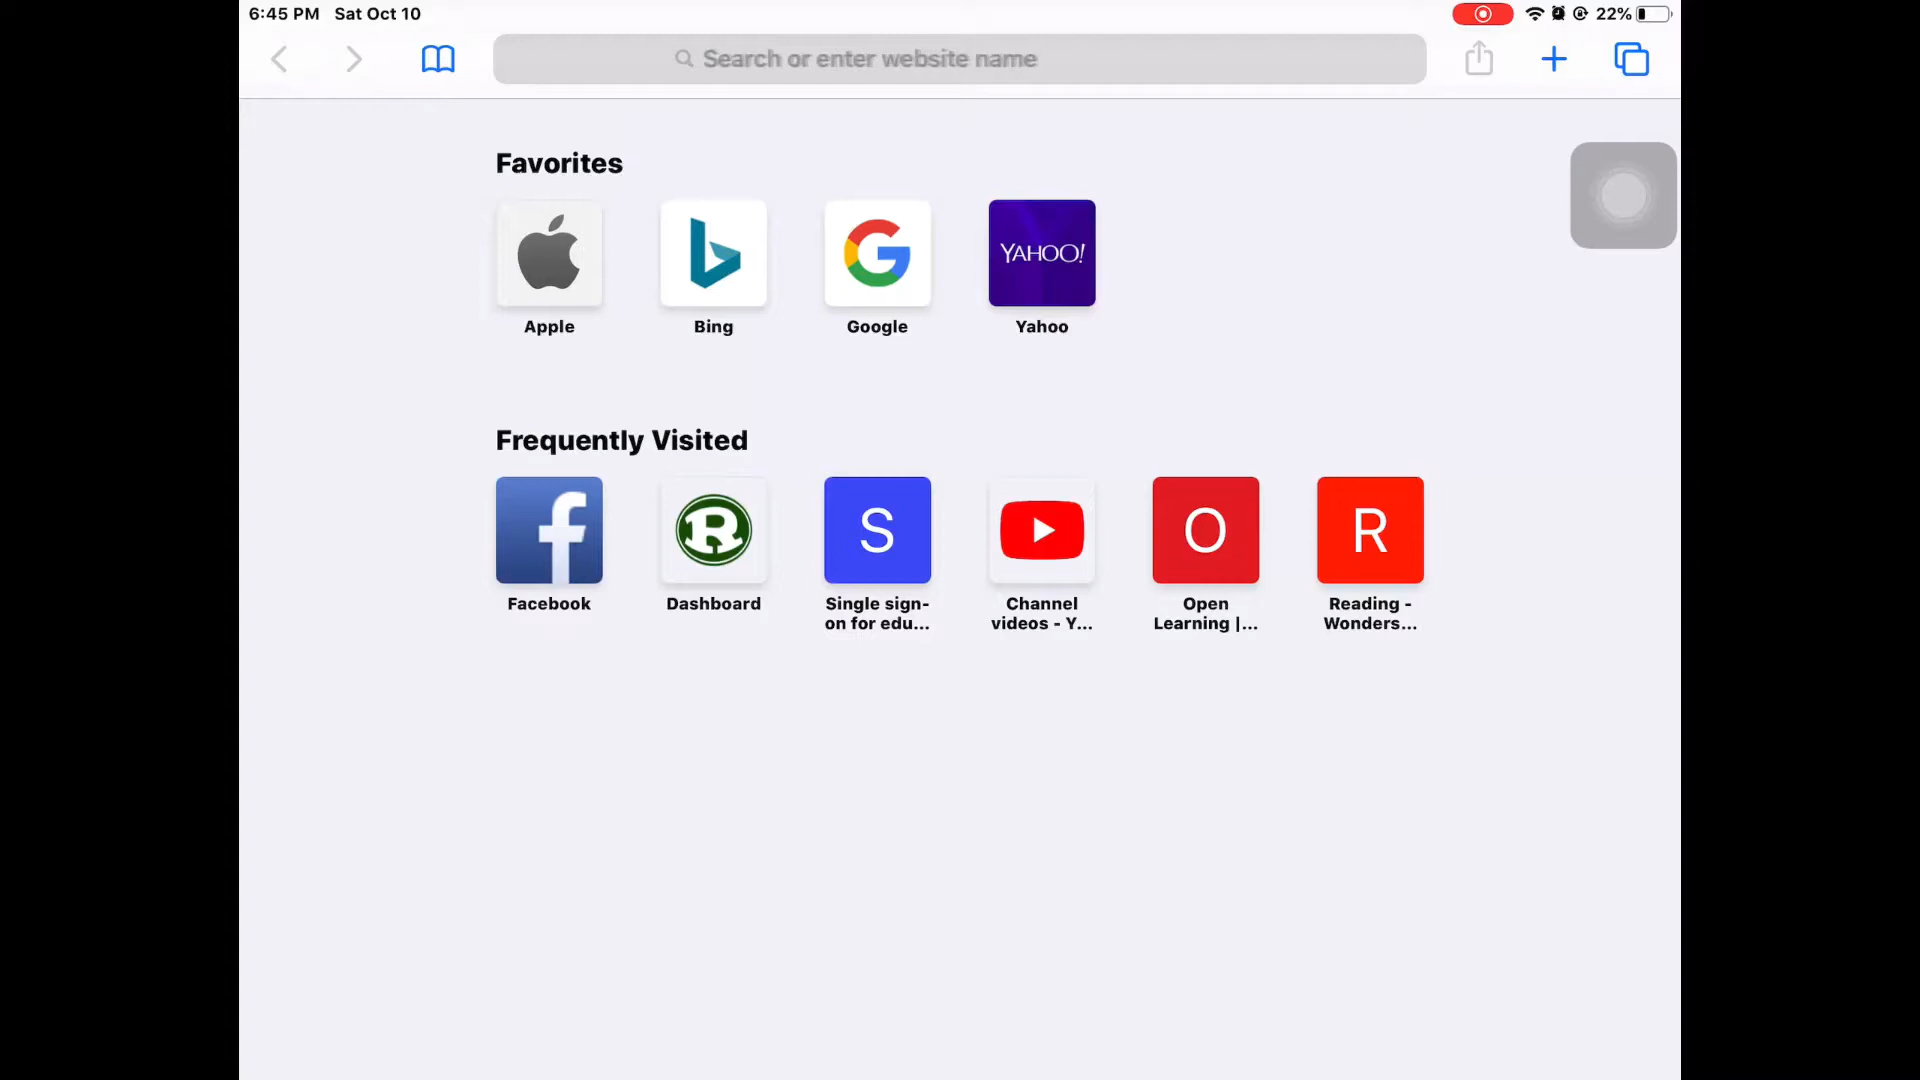 6:45 PM Sat Oct 10
22%
Search or enter website name
Favorites
YAHOO!
Apple
Bing
Google
Yahoo
Frequently Visited
R
S
O
R
Facebook
Dashboard
Single sign-
on for edu...
Channel
videos - Y...
Open
Learning |...
Reading -
Wonders...